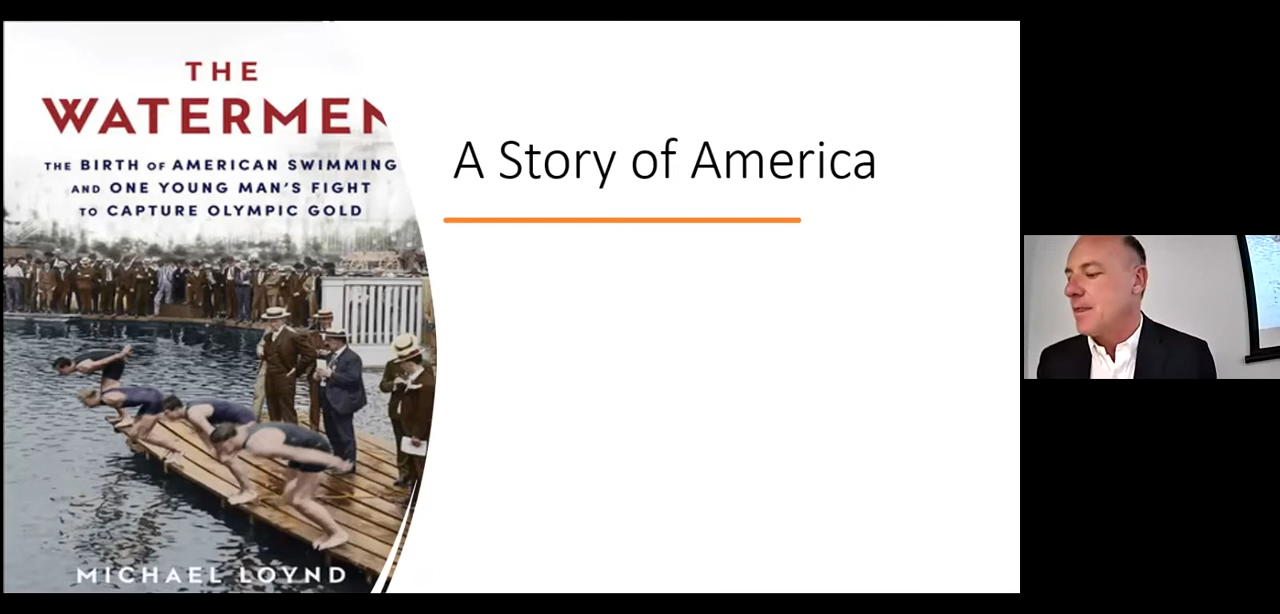 THE
WATERMEN
THE BIRTH OF AMERICAN SWIMMING
AND ONE YOUNG MAN'S FIGHT
TO CAPTURE OLYMPIC GOLD
MICHAEL LOYND
A Story of America